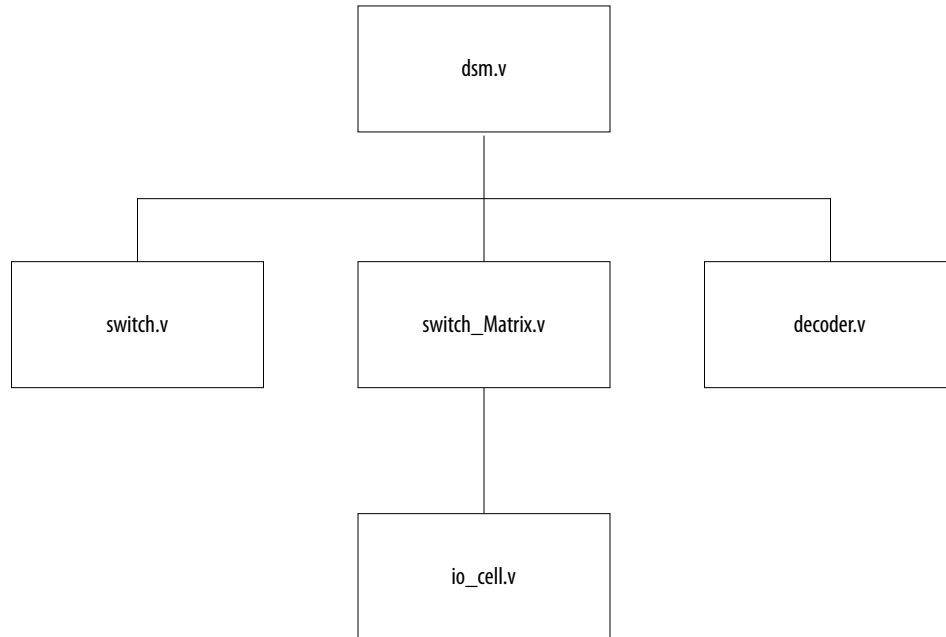 dsm.v
switch.v
switch_Matrix.v
decoder.v
io_cell.v